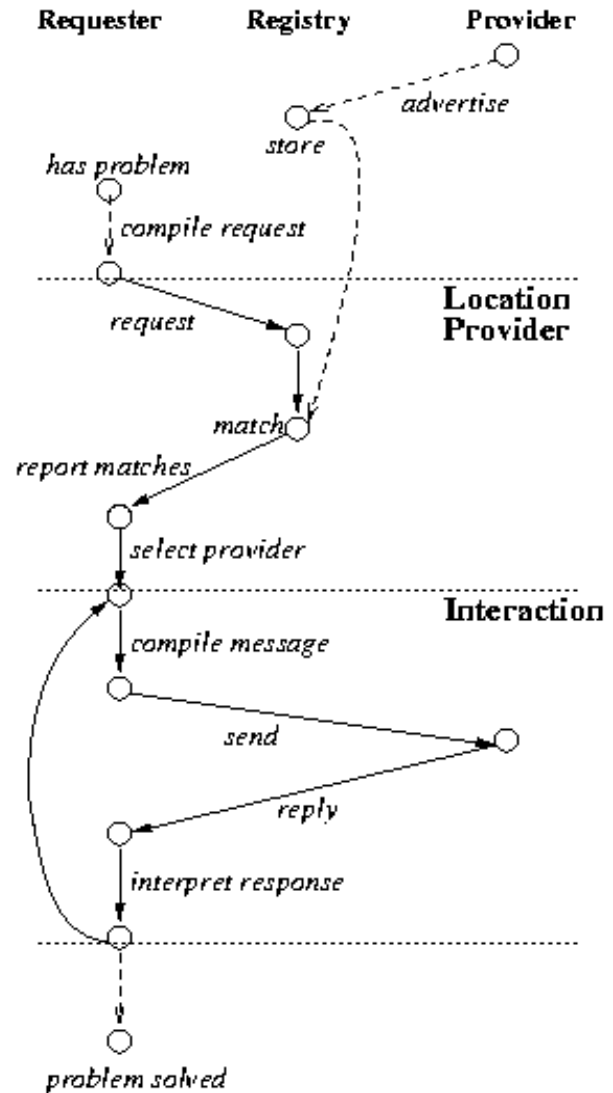 Requester Registry Provider
advertise
store
has problem
compile request
Location
Provider
request
match
report matches
select provider
Interaction
compile message
send
reply
interpret response
problem solved